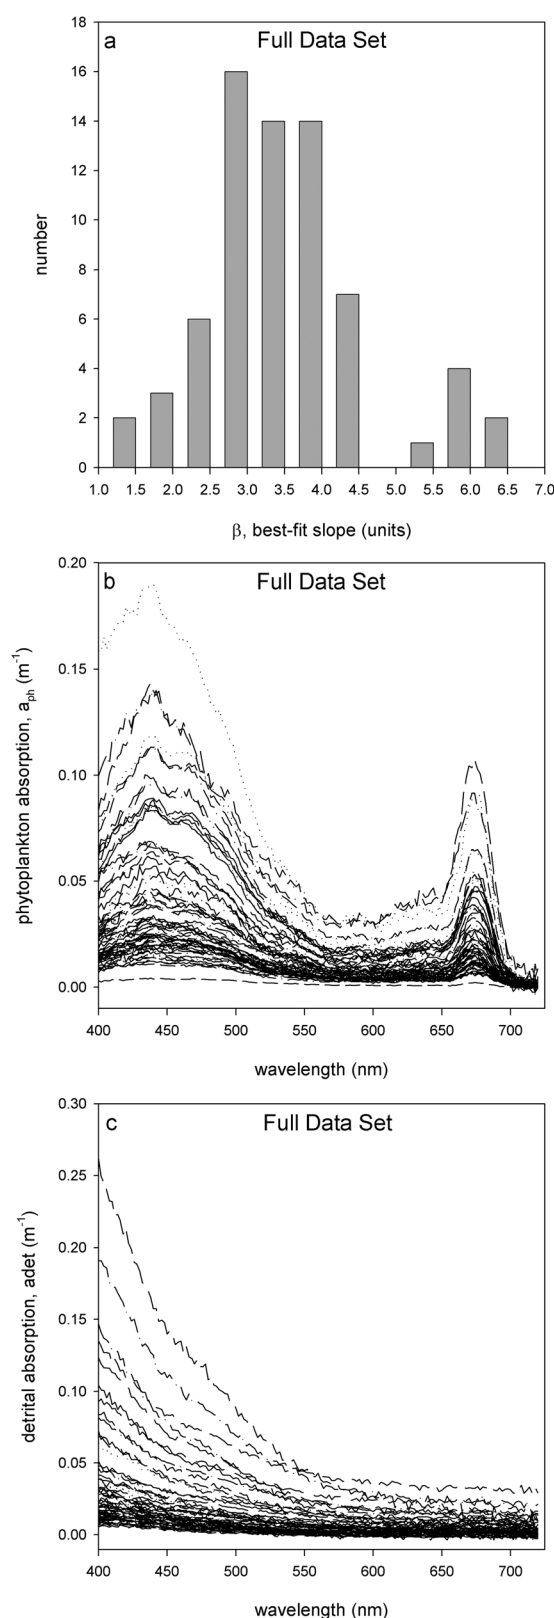 a
Full Data Set
18
16
14
12
10
8
6
4
2
0
number
1.0 1.5 2.0 2.5 3.0 3.5 4.0 4.5 5.0 5.5 6.0 6.5 7.0
β, best-fit slope (units)
b
Full Data Set
0.20
0.15
0.10
0.05
0.00
phytoplankton absorption, aph (m-1)
400 450 500 550 600 650 700
wavelength (nm)
c
Full Data Set
0.30
0.25
0.20
0.15
0.10
0.05
0.00
detrital absorption, adet (m-1)
400 450 500 550 600 650 700
wavelength (nm)